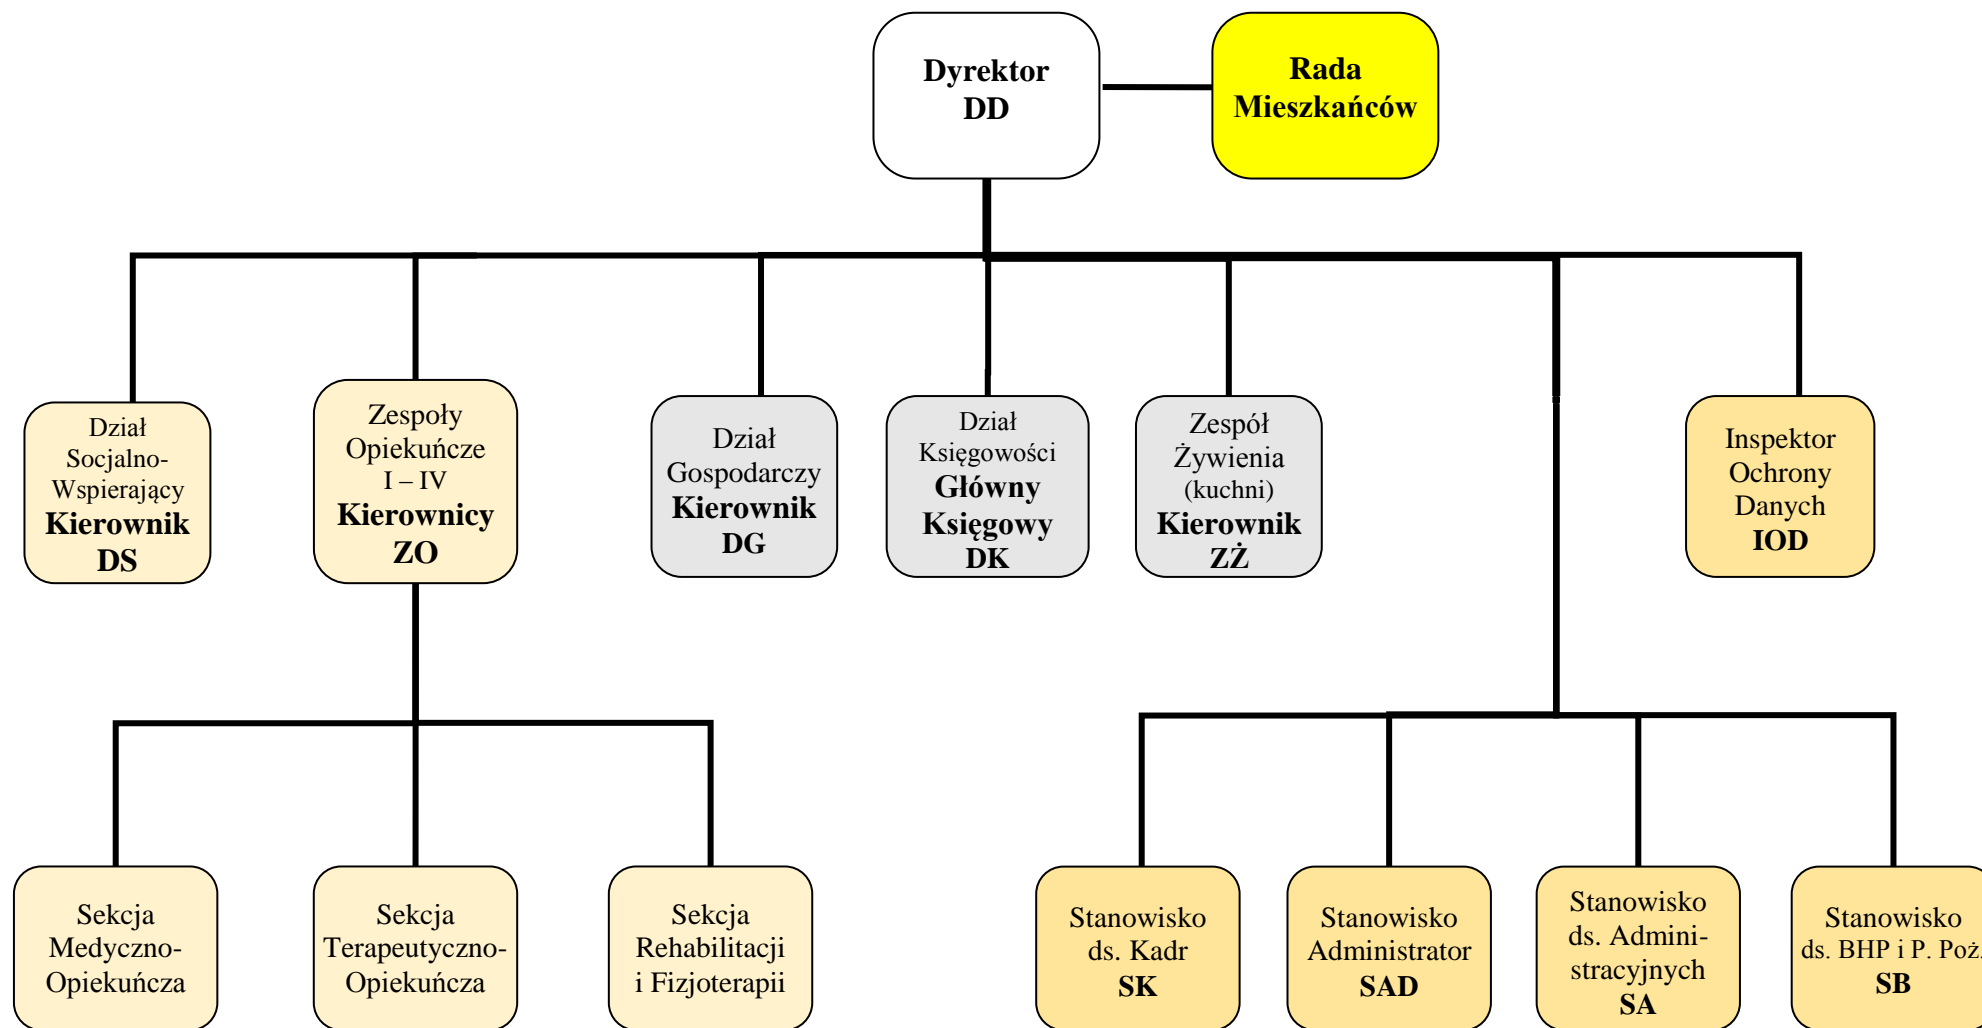 Dyrektor
DD
Rada
Mieszkańców
Dział
Socjalno-
Wspierający
Kierownik
DS
Zespoły
Opiekuńcze
I – IV
Kierownicy
ZO
Dział
Gospodarczy
Kierownik
DG
Dział
Księgowości
Główny
Księgowy
DK
Zespół
Żywienia
(kuchni)
Kierownik
ZŻ
Inspektor
Ochrony
Danych
IOD
Sekcja
Medyczno-
Opiekuńcza
Sekcja
Terapeutyczno-
Opiekuńcza
Sekcja
Rehabilitacji
i Fizjoterapii
Stanowisko
ds. Kadr
SK
Stanowisko
Administrator
SAD
Stanowisko
ds. Admini-
stracyjnych
SA
Stanowisko
ds. BHP i P. Poż.
SB